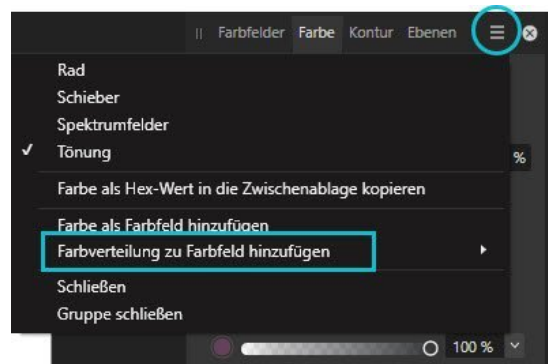 Farbfelder Farbe Kontur Ebenen
Rad
Schieber
Spektrumfelder
Tönung
%
Farbe als Hex-Wert in die Zwischenablage kopieren
Farbe als Farbfeld hinzufügen
Farbverteilung zu Farbfeld hinzufügen
Schließen
Gruppe schließen
100 %